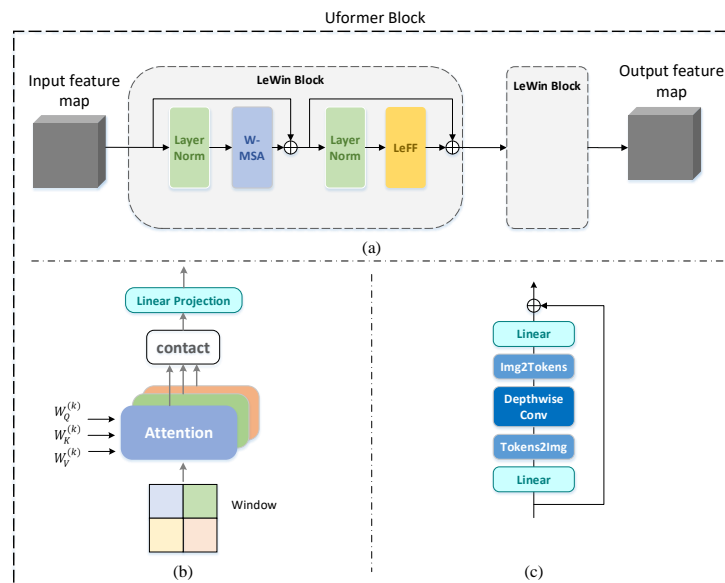 Uformer Block
Input feature
map
LeWin Block
Layer
Norm
W-
MSA
Layer
Norm
LeFF
LeWin Block
Output feature
map
(a)
Linear Projection
contact
Attention
W_Q^(k)
W_K^(k)
W_V^(k)
Window
(b)
Linear
Img2Tokens
Depthwise
Conv
Tokens2Img
Linear
(c)